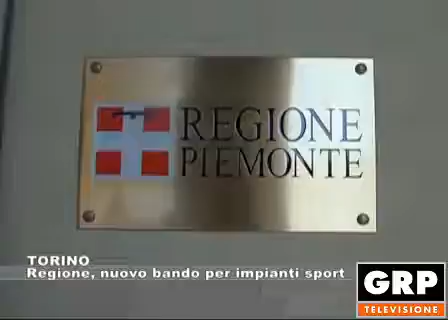 REGIONE
PIEMONTE
TORINO
Regione, nuovo bando per impianti sport
GRP
TELEVISIONE